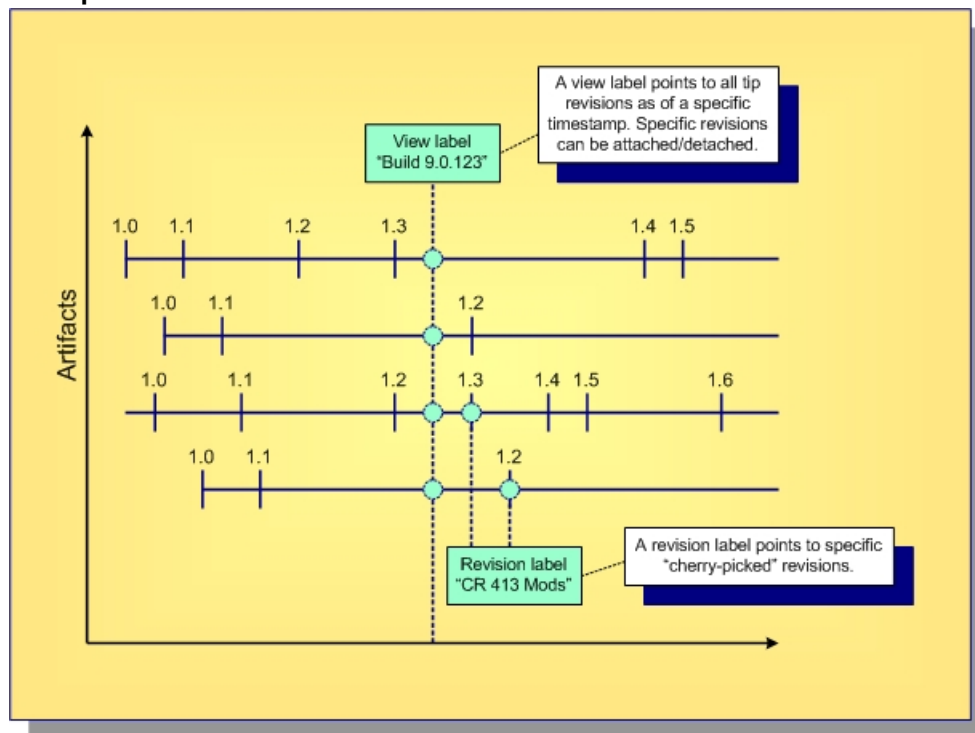 A view label points to all tip
revisions as of a specific
timestamp. Specific revisions
can be attached/detached.
View label
“Build 9.0.123”
1.0 1.1 1.2 1.3 1.4 1.5
1.0 1.1 1.2
Artifacts
1.0 1.1 1.2 1.3 1.4 1.5 1.6
1.0 1.1 1.2
Revision label
“CR 413 Mods”
A revision label points to specific
“cherry-picked” revisions.